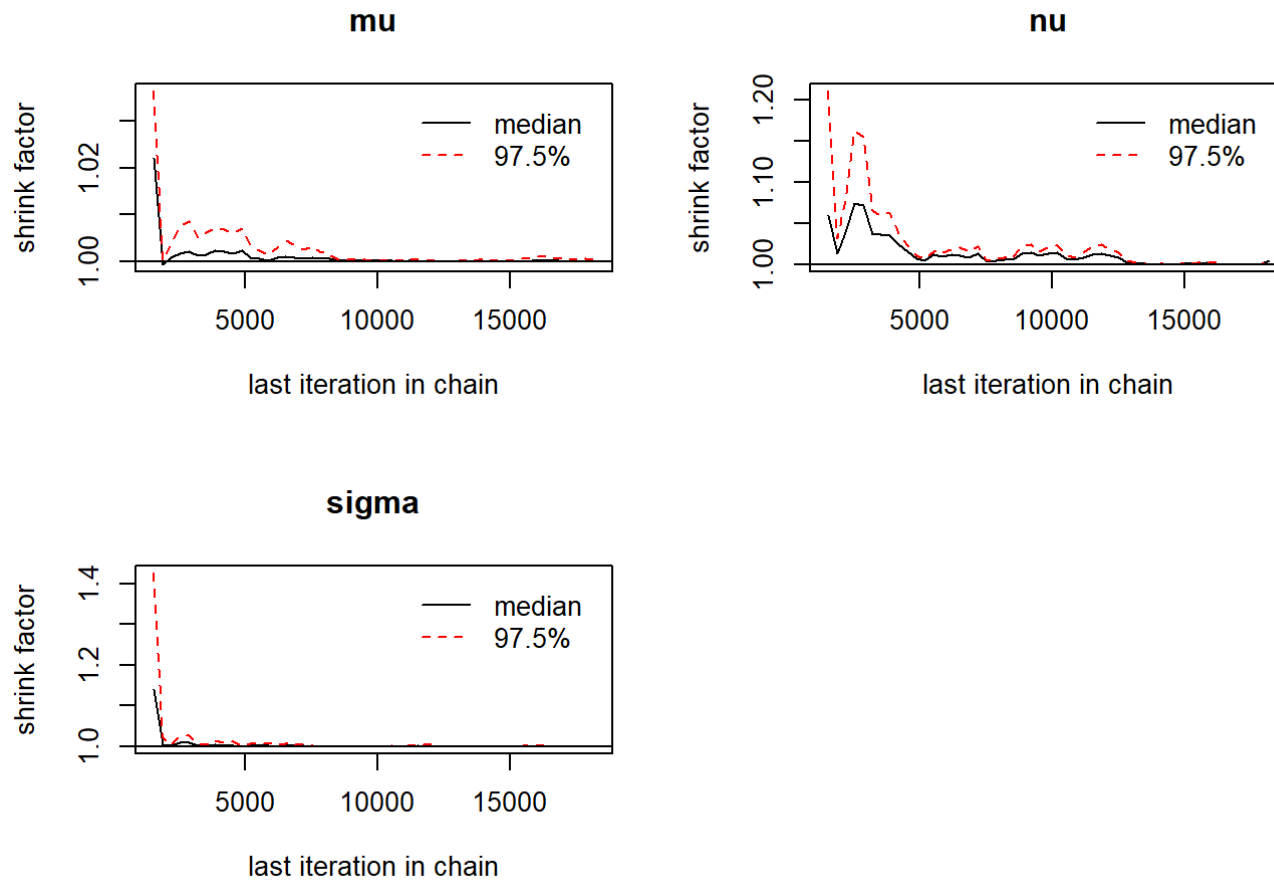 mu
shrink factor
1.00 1.02
median
97.5%
5000 10000 15000
last iteration in chain
nu
shrink factor
1.00 1.10 1.20
median
97.5%
5000 10000 15000
last iteration in chain
sigma
shrink factor
1.0 1.2 1.4
median
97.5%
5000 10000 15000
last iteration in chain